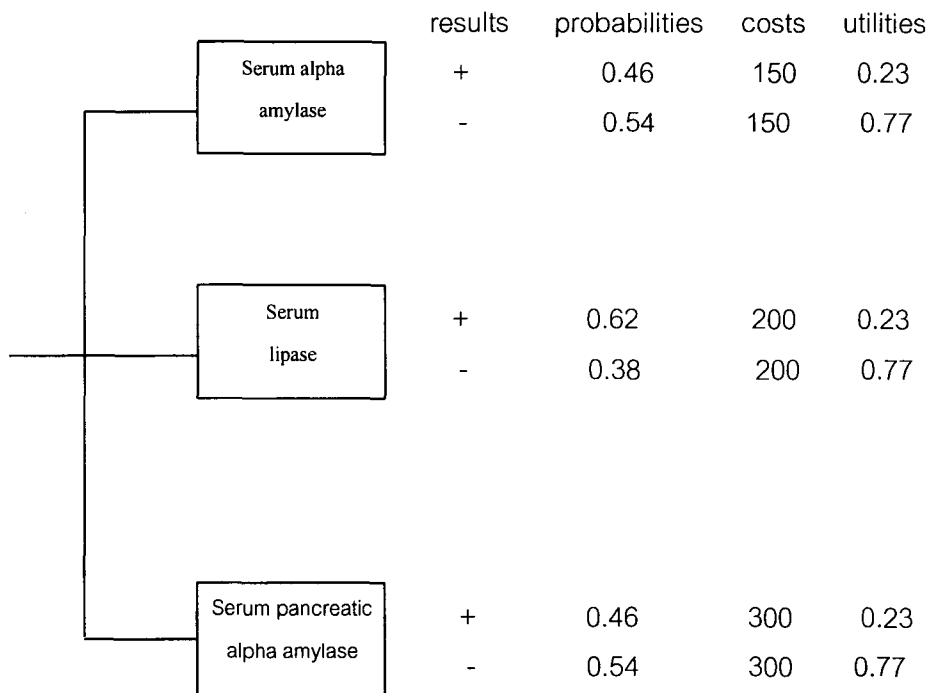 results probabilities costs utilities
Serum alpha + 0.46 150 0.23
amylase - 0.54 150 0.77
Serum + 0.62 200 0.23
lipase - 0.38 200 0.77
Serum pancreatic + 0.46 300 0.23
alpha amylase - 0.54 300 0.77